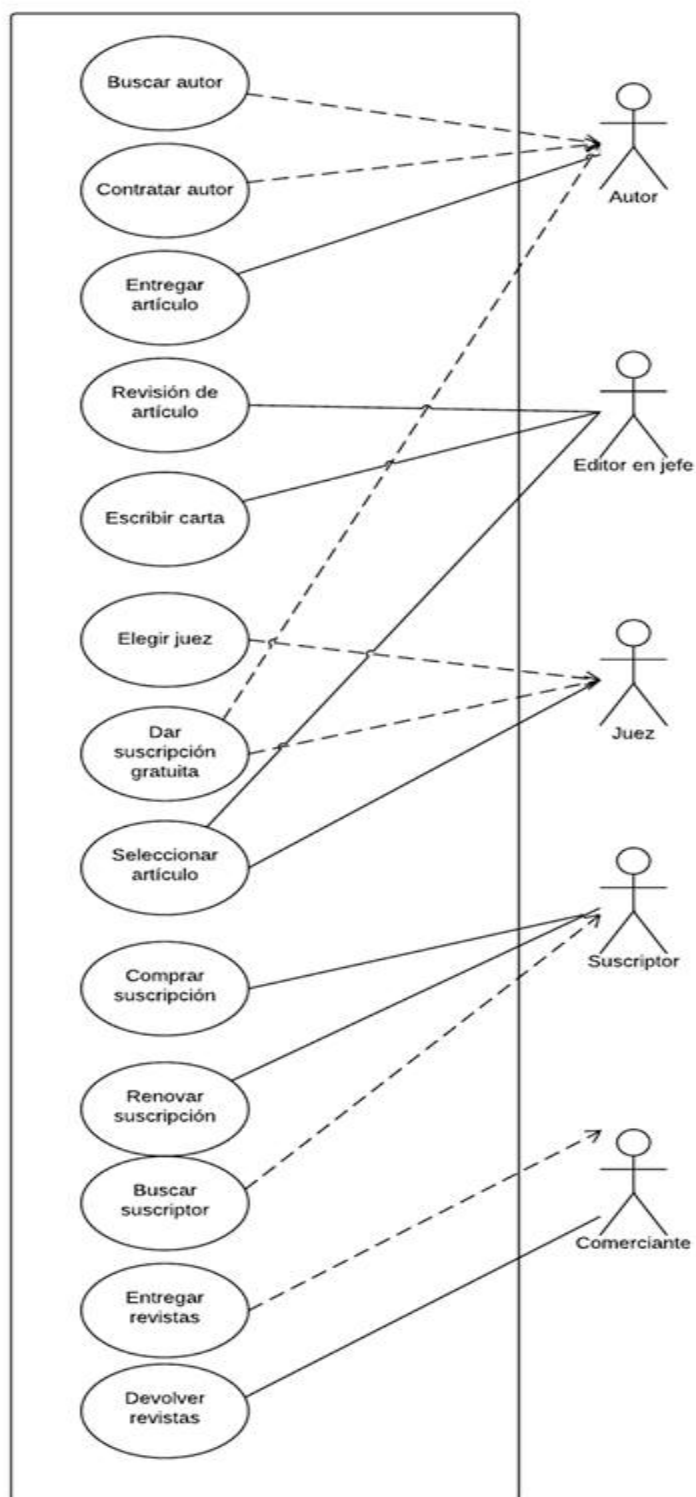 Buscar autor
Contratar autor
Entregar
artículo
Revisión de
artículo
Escribir carta
Elegir juez
Dar
suscripción
gratuita
Seleccionar
artículo
Comprar
suscripción
Renovar
suscripción
Buscar
suscriptor
Entregar
revistas
Devolver
revistas
Autor
Editor en jefe
Juez
Suscriptor
Comerciante